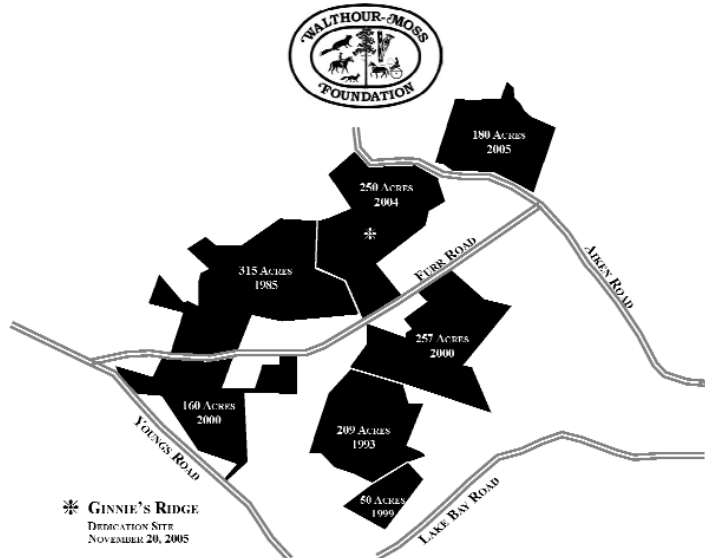 WALTHOUR-MOSS
FOUNDATION
180 ACRES
2005
250 ACRES
2004
315 ACRES
1985
FURR ROAD
AIKEN ROAD
257 ACRES
2000
160 ACRES
2000
209 ACRES
1993
YOUNGS ROAD
50 ACRES
1999
LAKE BAY ROAD
GINNIE'S RIDGE
DEDICATION SITE
NOVEMBER 20, 2005